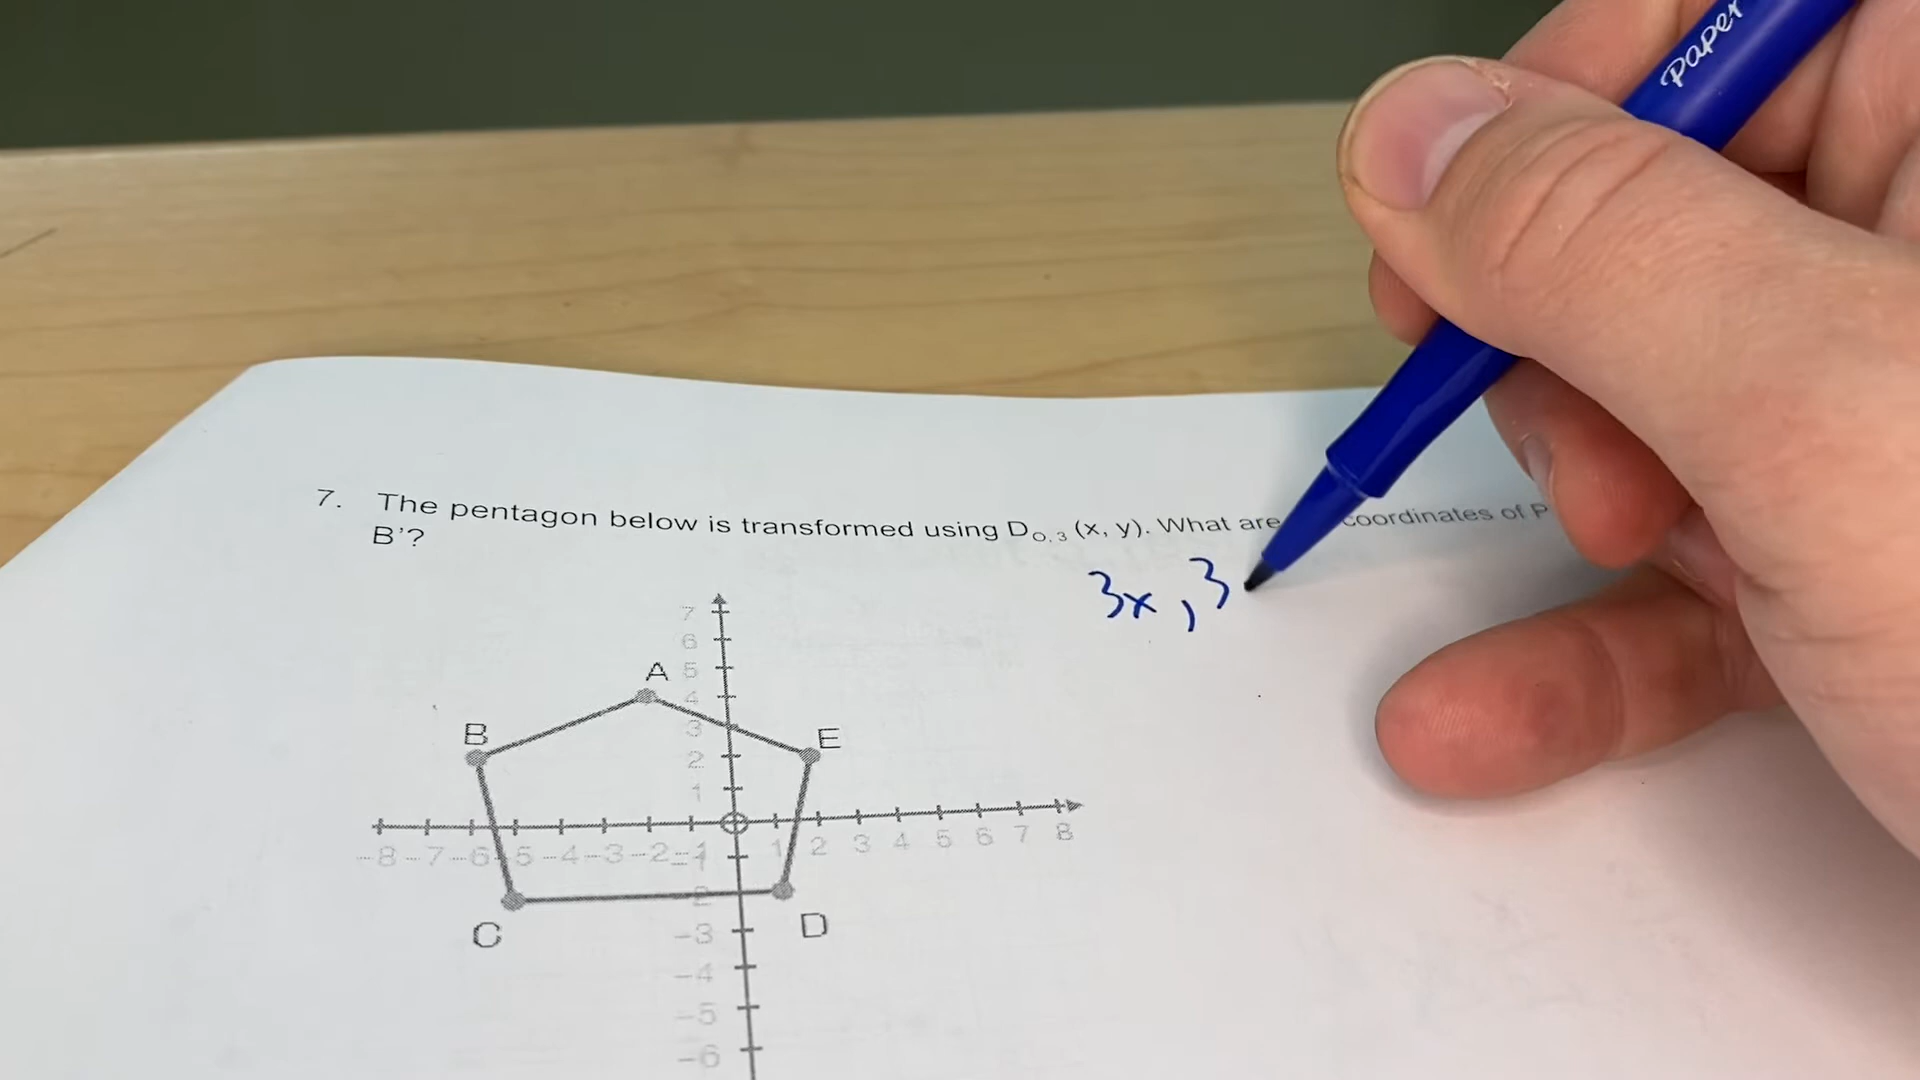 Paper
7. The pentagon below is transformed using D₀,₃ (x, y). What are coordinates of P
B'?
3x, 3
7
6
A 5
4
B 3 E
2
1
-8 -7 -6 -5 -4 -3 -2 -1 1 2 3 4 5 6 7 8
C D
-3
-4
-5
-6